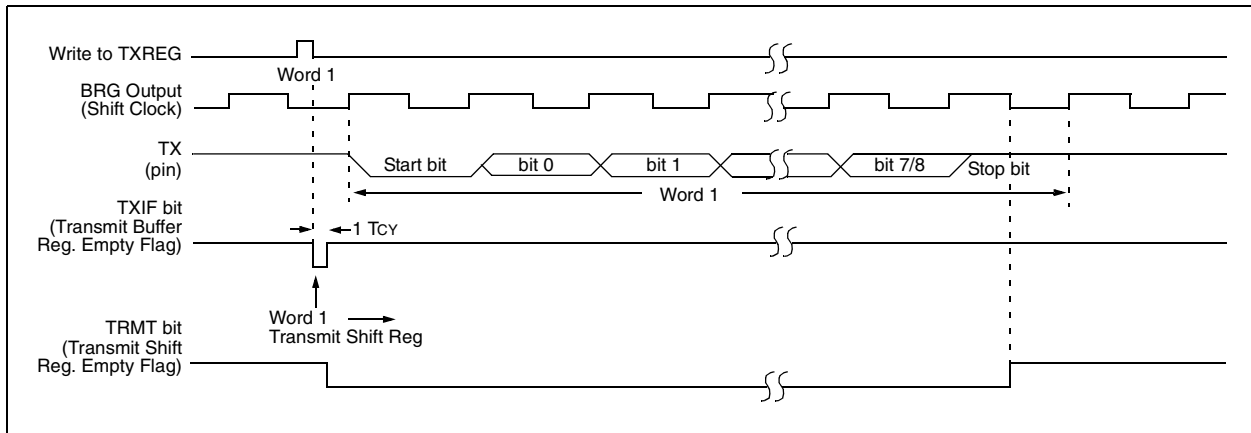 Write to TXREG
Word 1
BRG Output
(Shift Clock)
TX
(pin)
Start bit
bit 0
bit 1
bit 7/8
Stop bit
Word 1
TXIF bit
(Transmit Buffer
Reg. Empty Flag)
1 TCY
Word 1
Transmit Shift Reg
TRMT bit
(Transmit Shift
Reg. Empty Flag)